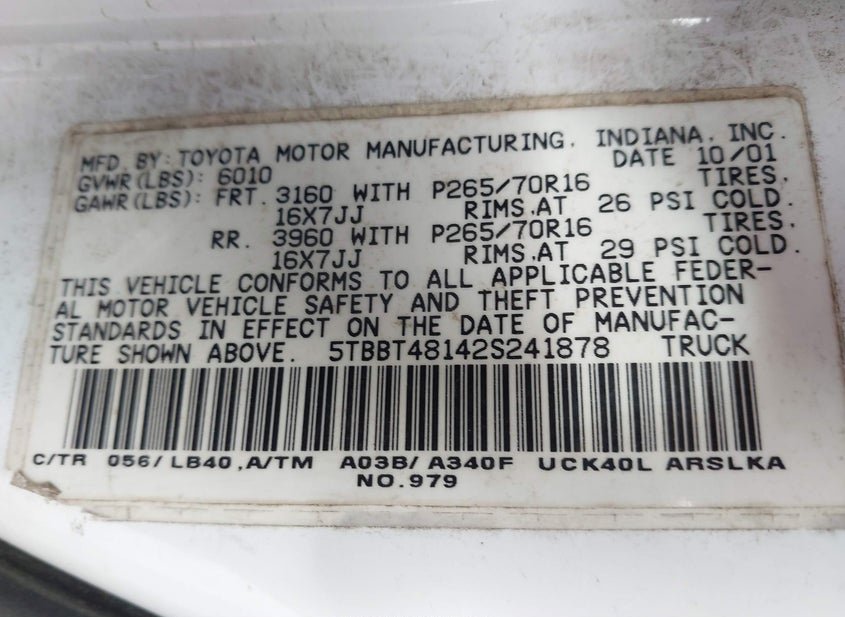 MFD. BY: TOYOTA MOTOR MANUFACTURING, INDIANA, INC.
GVWR(LBS): 6010 DATE 10/01
GAWR(LBS): FRT. 3160 WITH P265/70R16 TIRES,
16X7JJ RIMS,AT 26 PSI COLD.
RR. 3960 WITH P265/70R16 TIRES,
16X7JJ RIMS,AT 29 PSI COLD.
THIS VEHICLE CONFORMS TO ALL APPLICABLE FEDER-
AL MOTOR VEHICLE SAFETY AND THEFT PREVENTION
STANDARDS IN EFFECT ON THE DATE OF MANUFAC-
TURE SHOWN ABOVE. 5TBBT48142S241878 TRUCK
C/TR 056/LB40 ,A/TM A03B/A340F UCK40L ARSLKA
NO.979